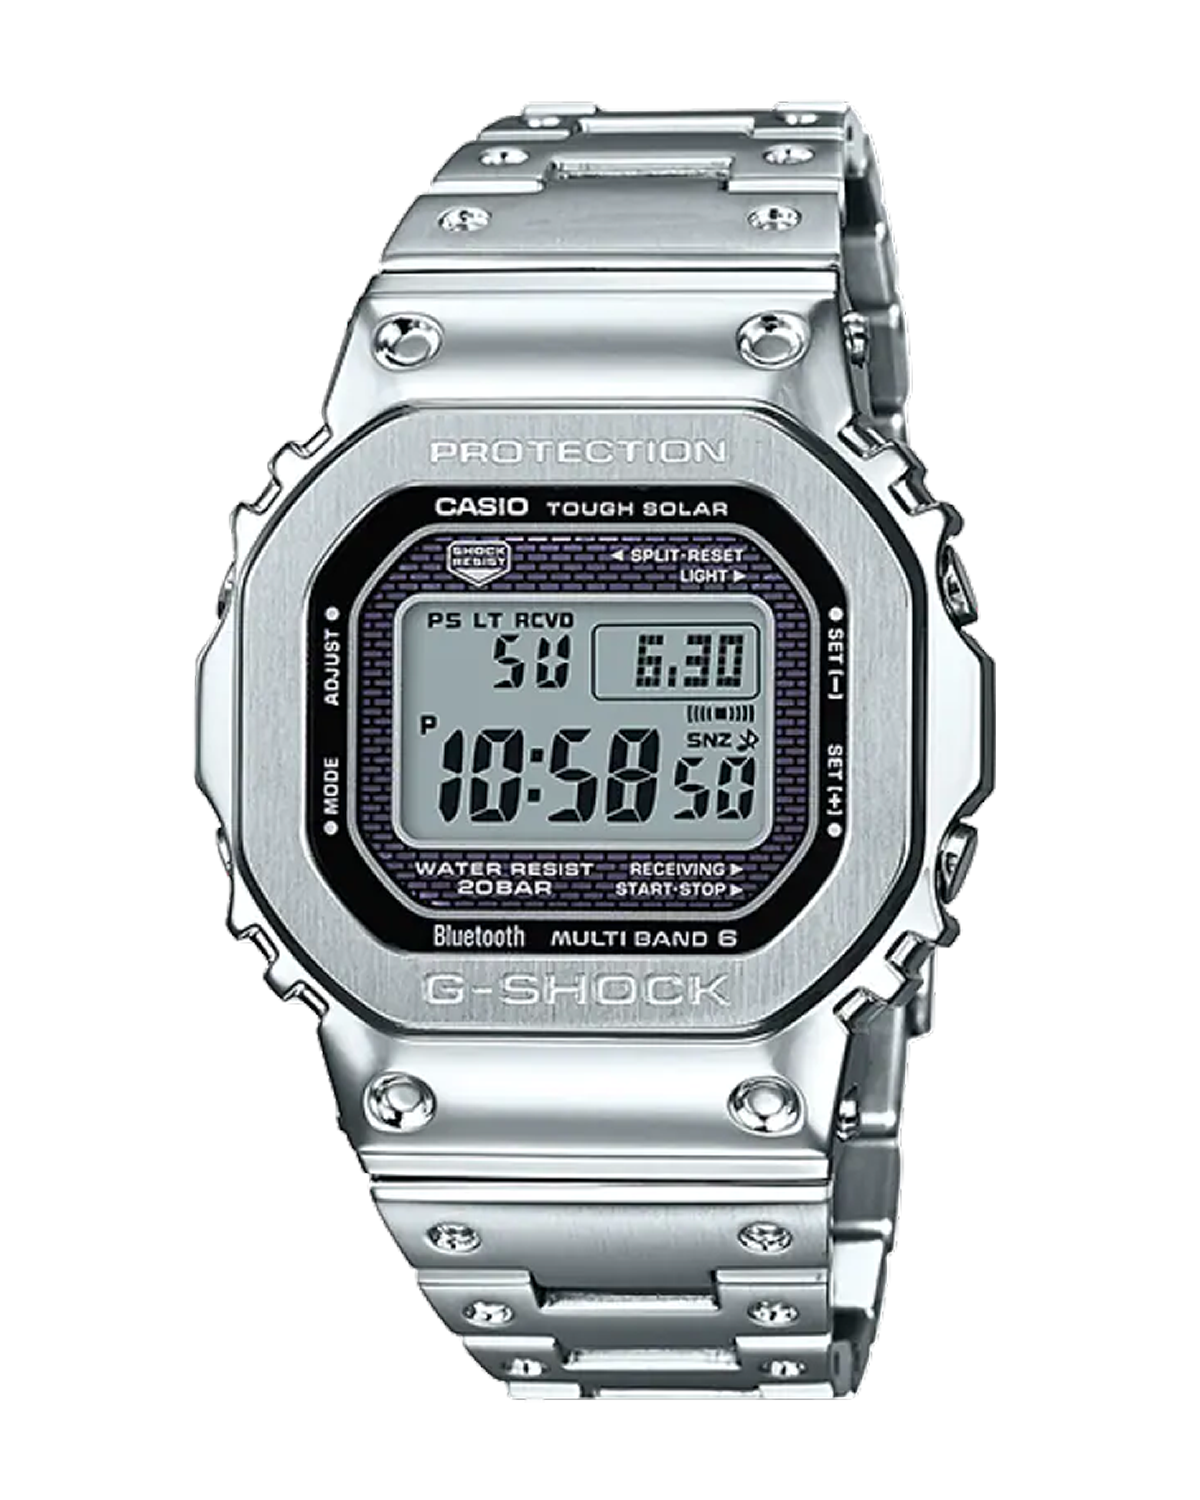 PROTECTION
CASIO TOUGH SOLAR
SHOCK
RESIST
SPLIT·RESET
LIGHT
PS LT RCVD
SU 6.30
P
SNZ
10:58 50
ADJUST
MODE
SET (−)
SET (+)
WATER RESIST
20BAR
RECEIVING
START·STOP
Bluetooth MULTI BAND 6
G-SHOCK